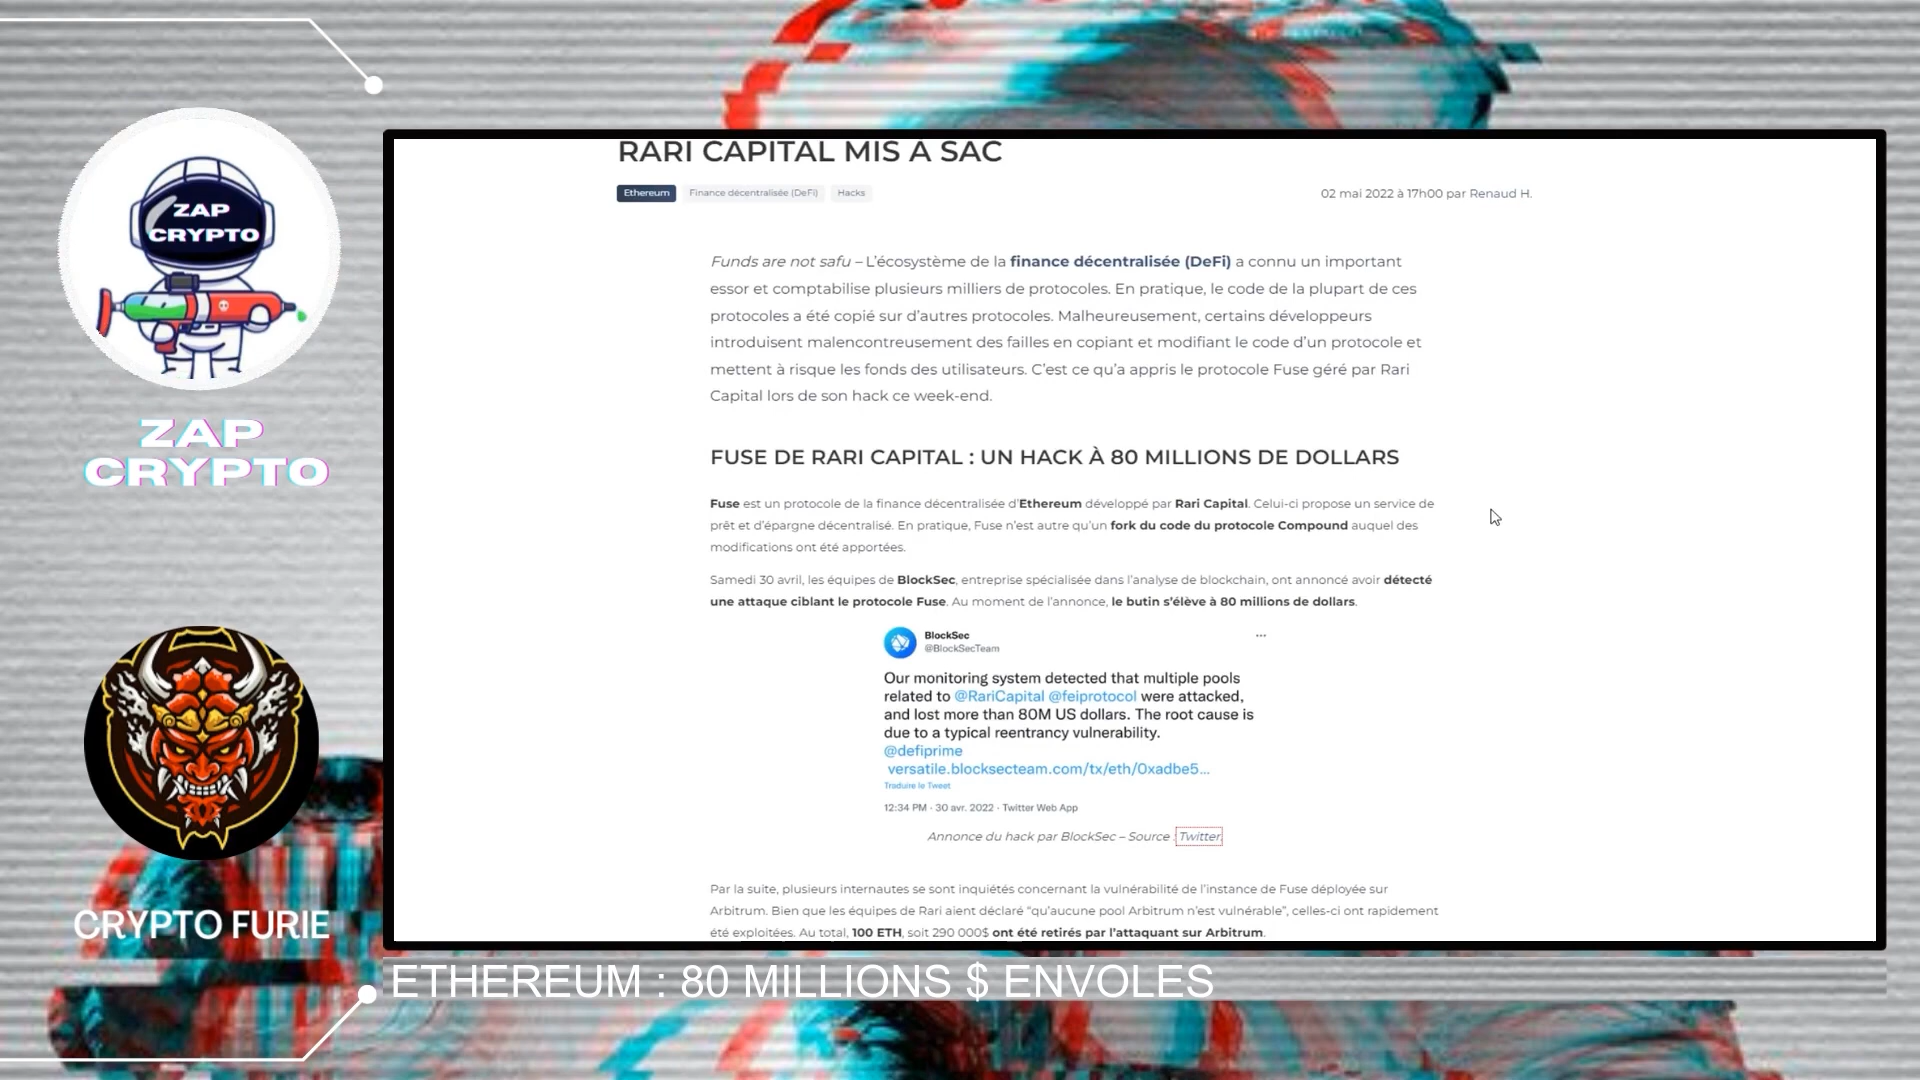 ZAP
CRYPTO
ZAP
CRYPTO
CRYPTO FURIE
RARI CAPITAL MIS À SAC
Ethereum
Finance décentralisée (DeFi)
Hacks
02 mai 2022 à 17h00 par Renaud H.
Funds are not safu – L’écosystème de la finance décentralisée (DeFi) a connu un important
essor et comptabilise plusieurs milliers de protocoles. En pratique, le code de la plupart de ces
protocoles a été copié sur d’autres protocoles. Malheureusement, certains développeurs
introduisent malencontreusement des failles en copiant et modifiant le code d’un protocole et
mettent à risque les fonds des utilisateurs. C’est ce qu’a appris le protocole Fuse géré par Rari
Capital lors de son hack ce week-end.
FUSE DE RARI CAPITAL : UN HACK À 80 MILLIONS DE DOLLARS
Fuse est un protocole de la finance décentralisée d’Ethereum développé par Rari Capital. Celui-ci propose un service de
prêt et d’épargne décentralisé. En pratique, Fuse n’est autre qu’un fork du code du protocole Compound auquel des
modifications ont été apportées.
Samedi 30 avril, les équipes de BlockSec, entreprise spécialisée dans l’analyse de blockchain, ont annoncé avoir détecté
une attaque ciblant le protocole Fuse. Au moment de l’annonce, le butin s’élève à 80 millions de dollars.
BlockSec
@BlockSecTeam
...
Our monitoring system detected that multiple pools
related to @RariCapital @feiprotocol were attacked,
and lost more than 80M US dollars. The root cause is
due to a typical reentrancy vulnerability.
@defiprime
versatile.blocksecteam.com/tx/eth/0xadbe5...
Traduire le Tweet
12:34 PM · 30 avr. 2022 · Twitter Web App
Annonce du hack par BlockSec – Source : Twitter.
Par la suite, plusieurs internautes se sont inquiétés concernant la vulnérabilité de l’instance de Fuse déployée sur
Arbitrum. Bien que les équipes de Rari aient déclaré “qu’aucune pool Arbitrum n’est vulnérable”, celles-ci ont rapidement
été exploitées. Au total, 100 ETH, soit 290 000$ ont été retirés par l’attaquant sur Arbitrum.
ETHEREUM : 80 MILLIONS $ ENVOLES